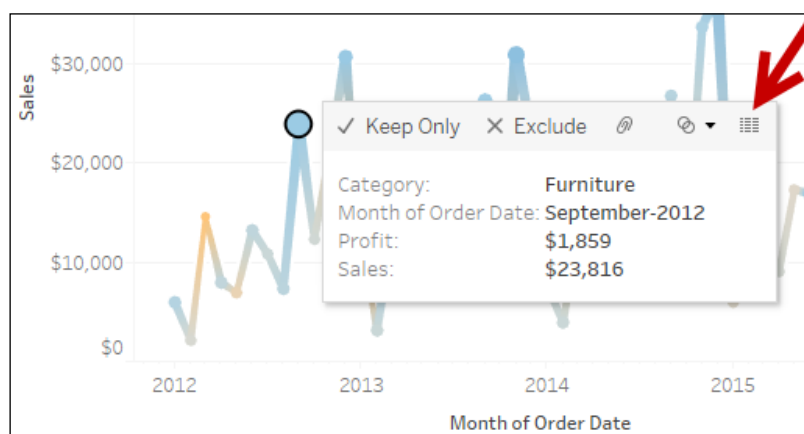 $30,000
Sales
Keep Only Exclude
$20,000
Category: Furniture
Month of Order Date: September-2012
Profit: $1,859
$10,000
Sales: $23,816
$0
2012 2013 2014 2015
Month of Order Date